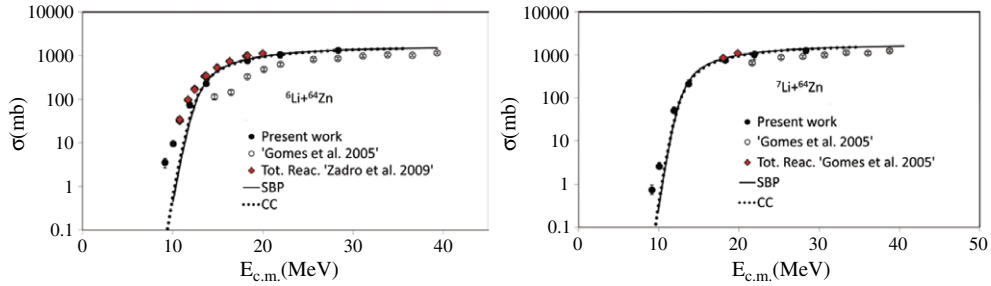 10000
1000
100
10
1
0.1
σ(mb)
⁶Li+⁶⁴Zn
Present work
'Gomes et al. 2005'
Tot. Reac. 'Zadro et al. 2009'
SBP
CC
0 10 20 30 40
E_c.m.(MeV)
10000
1000
100
10
1
0.1
σ(mb)
⁷Li+⁶⁴Zn
Present work
'Gomes et al. 2005'
Tot. Reac. 'Gomes et al. 2005'
SBP
CC
0 10 20 30 40 50
E_c.m.(MeV)